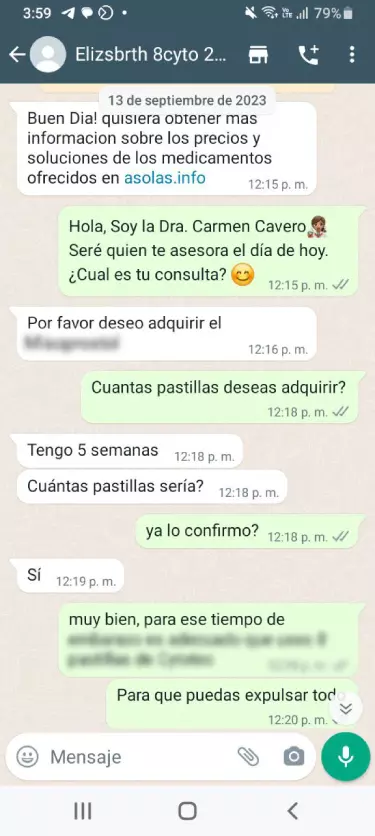 3:59
79%
Elizsbrth 8cyto 2...
13 de septiembre de 2023
Buen Dia! quisiera obtener mas
informacion sobre los precios y
soluciones de los medicamentos
ofrecidos en asolas.info
12:15 p. m.
Hola, Soy la Dra. Carmen Cavero
Seré quien te asesora el día de hoy.
¿Cual es tu consulta?
12:15 p. m.
Por favor deseo adquirir el
12:16 p. m.
Cuantas pastillas deseas adquirir?
12:18 p. m.
Tengo 5 semanas
12:18 p. m.
Cuántas pastillas sería?
12:18 p. m.
ya lo confirmo?
12:18 p. m.
Sí
12:19 p. m.
muy bien, para ese tiempo de
Para que puedas expulsar todo
12:20 p. m.
Mensaje